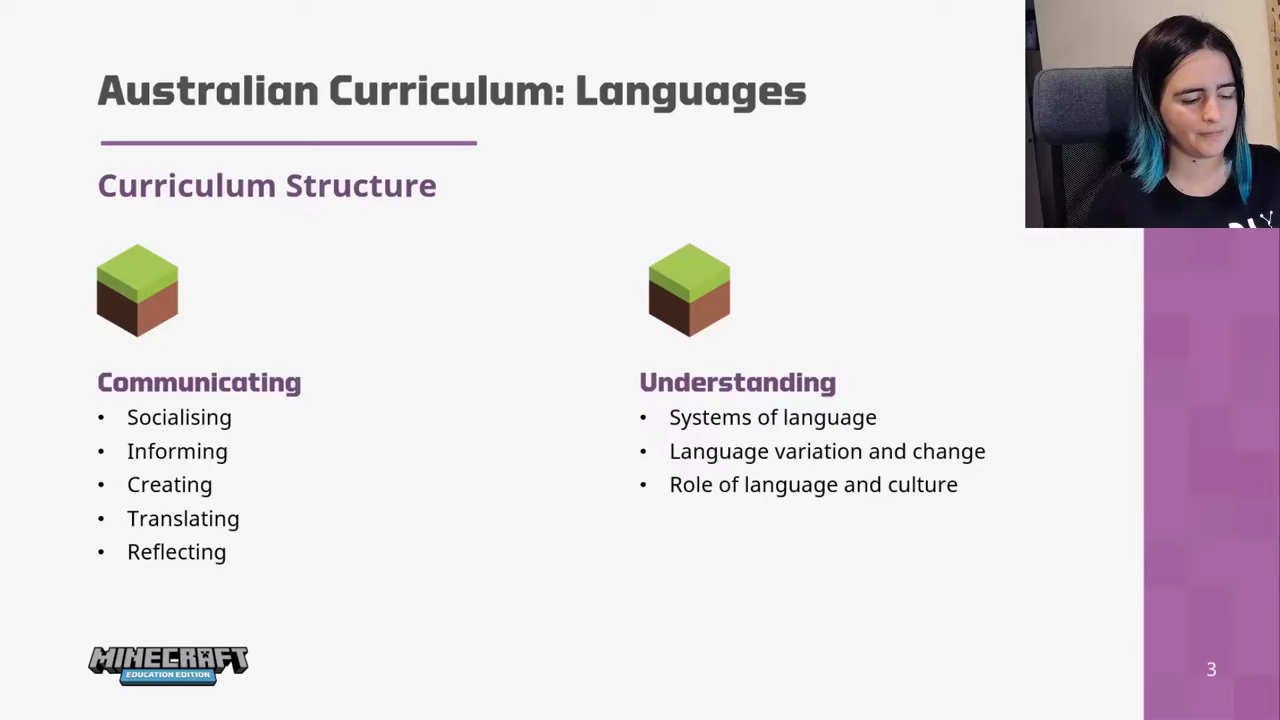 Australian Curriculum: Languages
Curriculum Structure
Communicating
• Socialising
• Informing
• Creating
• Translating
• Reflecting
Understanding
• Systems of language
• Language variation and change
• Role of language and culture
MINECRAFT
EDUCATION EDITION
3